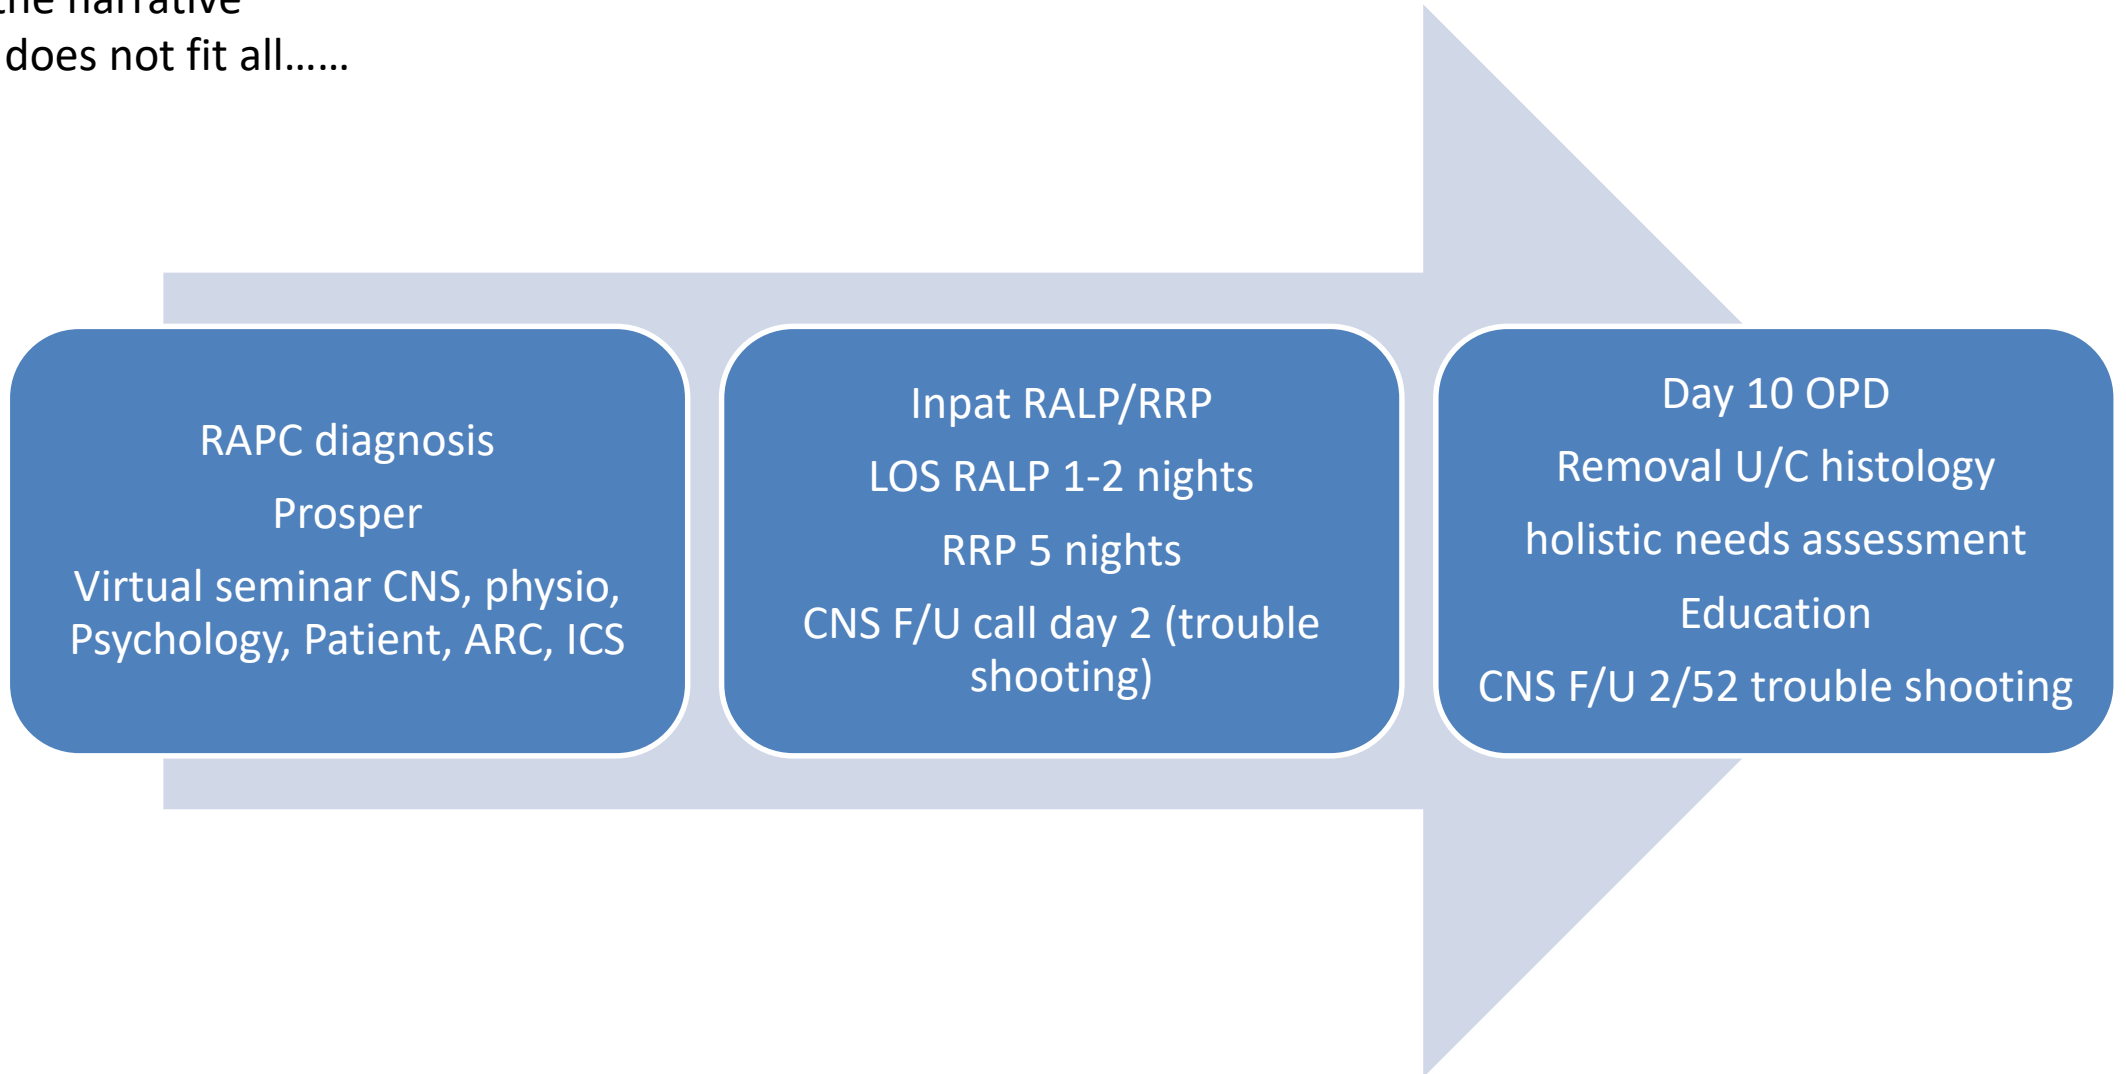 the narrative
does not fit all......
RAPC diagnosis
Prosper
Virtual seminar CNS, physio,
Psychology, Patient, ARC, ICS
Inpat RALP/RRP
LOS RALP 1-2 nights
RRP 5 nights
CNS F/U call day 2 (trouble
shooting)
Day 10 OPD
Removal U/C histology
holistic needs assessment
Education
CNS F/U 2/52 trouble shooting